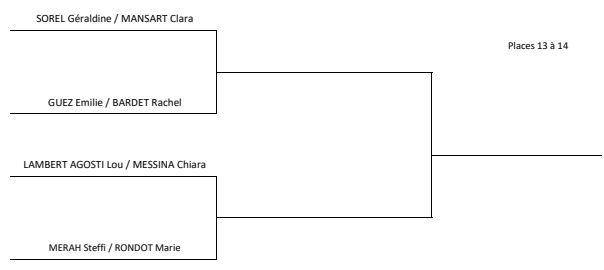 SOREL Géraldine / MANSART Clara
Places 13 à 14
GUEZ Emilie / BARDET Rachel
LAMBERT AGOSTI Lou / MESSINA Chiara
MERAH Steffi / RONDOT Marie